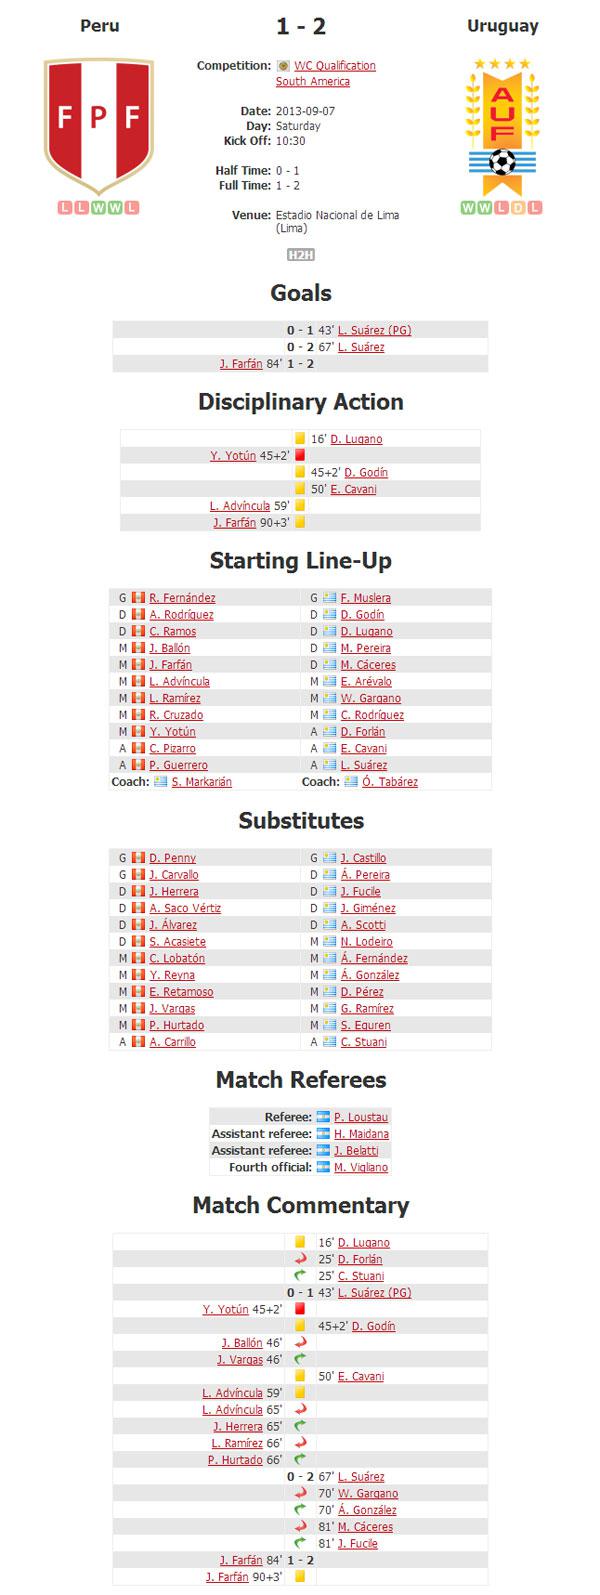 Peru 1 - 2 Uruguay
Competition: WC Qualification
South America
F P F
AUF
Date: 2013-09-07
Day: Saturday
Kick Off: 10:30
Half Time: 0 - 1
Full Time: 1 - 2
L L W W L
W W L D L
Venue: Estadio Nacional de Lima
(Lima)
H2H
Goals
0 - 1 43' L. Suárez (PG)
0 - 2 67' L. Suárez
J. Farfán 84' 1 - 2
Disciplinary Action
16' D. Lugano
Y. Yotún 45+2'
45+2' D. Godín
50' E. Cavani
L. Advíncula 59'
J. Farfán 90+3'
Starting Line-Up
G R. Fernández G F. Muslera
D A. Rodríguez D D. Godín
D C. Ramos D D. Lugano
M J. Ballón D M. Pereira
M J. Farfán D M. Cáceres
M L. Advíncula M E. Arévalo
M L. Ramírez M W. Gargano
M R. Cruzado M C. Rodríguez
M Y. Yotún A D. Forlán
A C. Pizarro A E. Cavani
A P. Guerrero A L. Suárez
Coach: S. Markarián Coach: Ó. Tabárez
Substitutes
G D. Penny G J. Castillo
G J. Carvallo D Á. Pereira
D J. Herrera D J. Fucile
D A. Saco Vértiz D J. Giménez
D J. Álvarez D A. Scotti
D S. Acasiete M N. Lodeiro
M C. Lobatón M Á. Fernández
M Y. Reyna M Á. González
M E. Retamoso M D. Pérez
M J. Vargas M G. Ramírez
M P. Hurtado M S. Eguren
A A. Carrillo A C. Stuani
Match Referees
Referee: P. Loustau
Assistant referee: H. Maidana
Assistant referee: J. Belatti
Fourth official: M. Vigliano
Match Commentary
16' D. Lugano
25' D. Forlán
25' C. Stuani
0 - 1 43' L. Suárez (PG)
Y. Yotún 45+2'
45+2' D. Godín
J. Ballón 46'
J. Vargas 46'
50' E. Cavani
L. Advíncula 59'
L. Advíncula 65'
J. Herrera 65'
L. Ramírez 66'
P. Hurtado 66'
0 - 2 67' L. Suárez
70' W. Gargano
70' Á. González
81' M. Cáceres
81' J. Fucile
J. Farfán 84' 1 - 2
J. Farfán 90+3'